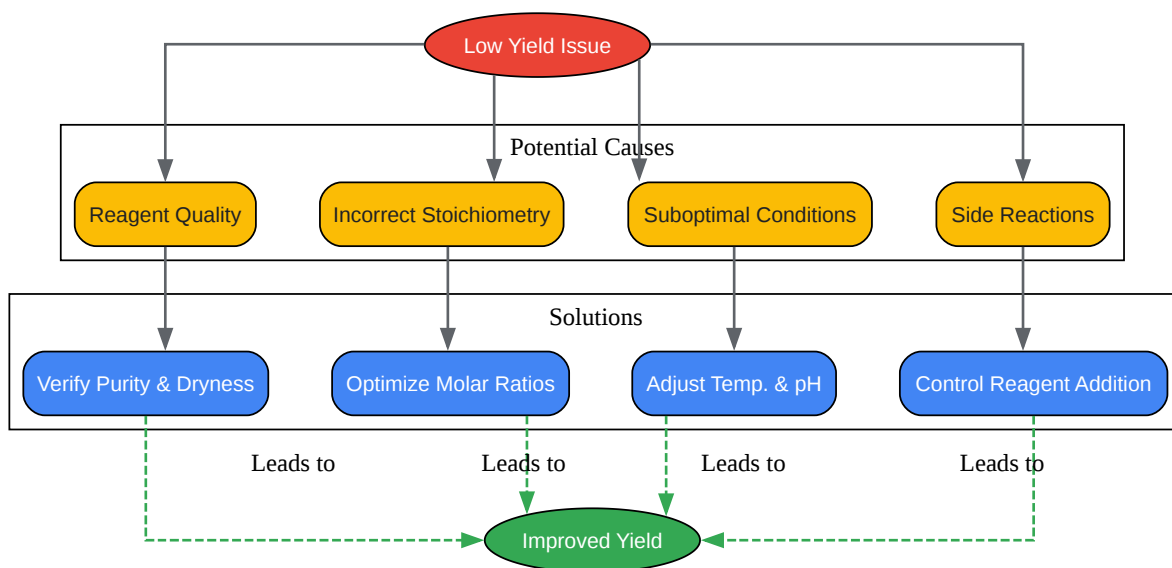 Low Yield Issue
Potential Causes
Reagent Quality
Incorrect Stoichiometry
Suboptimal Conditions
Side Reactions
Solutions
Verify Purity & Dryness
Optimize Molar Ratios
Adjust Temp. & pH
Control Reagent Addition
Leads to
Leads to
Leads to
Leads to
Improved Yield